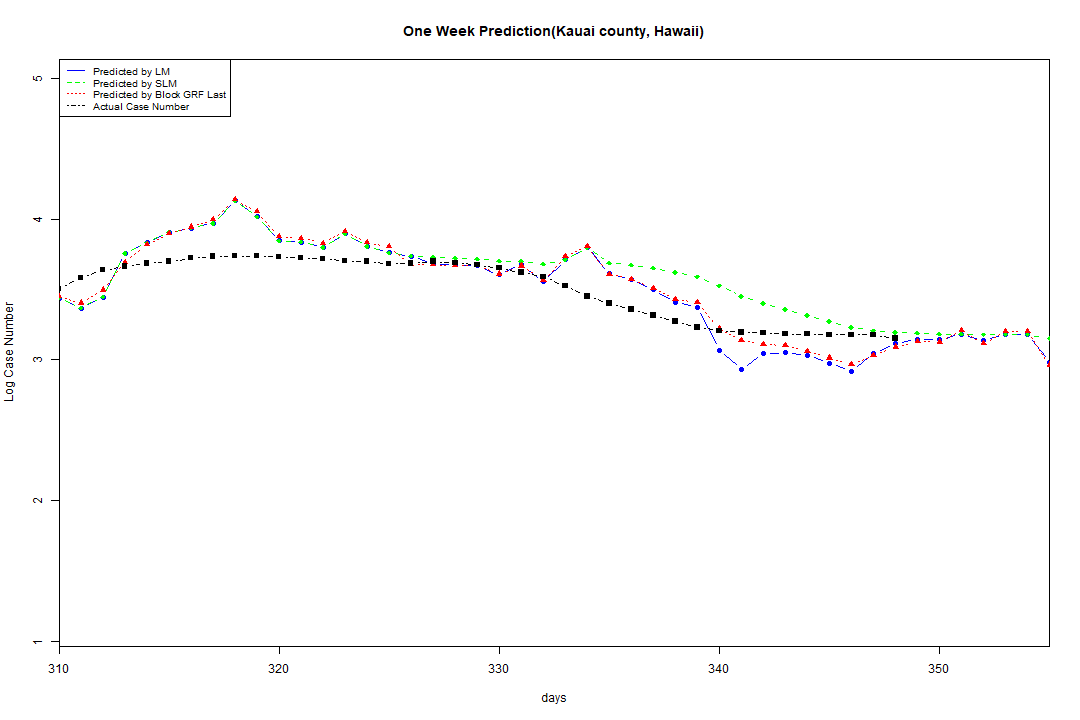 One Week Prediction(Kauai county, Hawaii)
Predicted by LM
Predicted by SLM
Predicted by Block GRF Last
Actual Case Number
5
4
3
2
1
Log Case Number
310 320 330 340 350
days